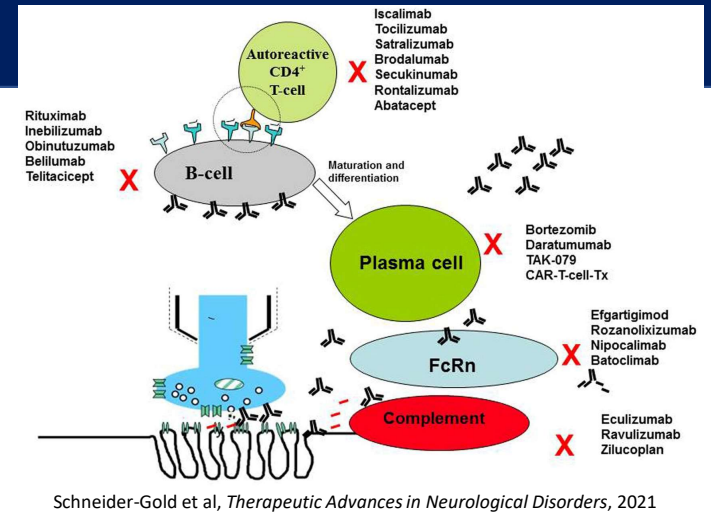 Iscalimab
Tocilizumab
Satralizumab
Brodalumab
Secukinumab
Rontalizumab
Abatacept
Autoreactive
CD4⁺
T-cell
Rituximab
Inebilizumab
Obinutuzumab
Belilumab
Telitacicept
B-cell
Maturation and
differentiation
Plasma cell
Bortezomib
Daratumumab
TAK-079
CAR-T-cell-Tx
Efgartigimod
Rozanolixizumab
Nipocalimab
Batoclimab
FcRn
Complement
Eculizumab
Ravulizumab
Zilucoplan
Schneider-Gold et al, Therapeutic Advances in Neurological Disorders, 2021